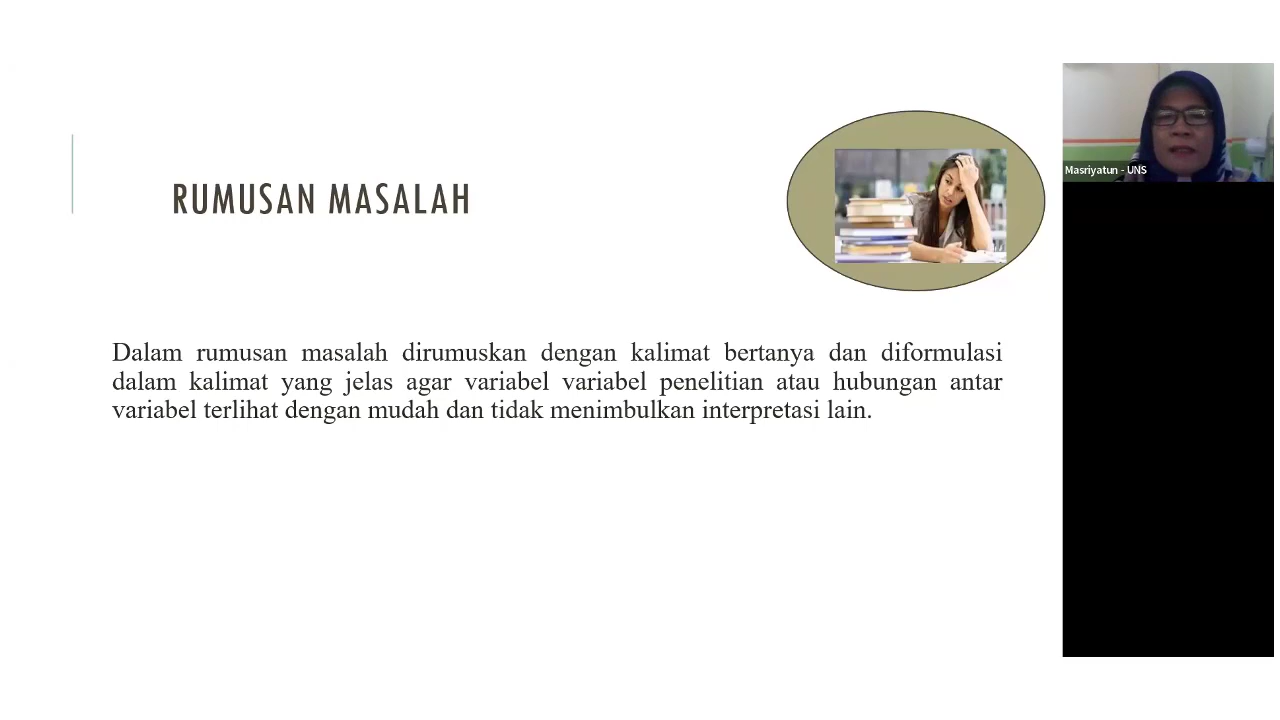 RUMUSAN MASALAH
Masriyatun - UNS
Dalam rumusan masalah dirumuskan dengan kalimat bertanya dan diformulasi
dalam kalimat yang jelas agar variabel variabel penelitian atau hubungan antar
variabel terlihat dengan mudah dan tidak menimbulkan interpretasi lain.